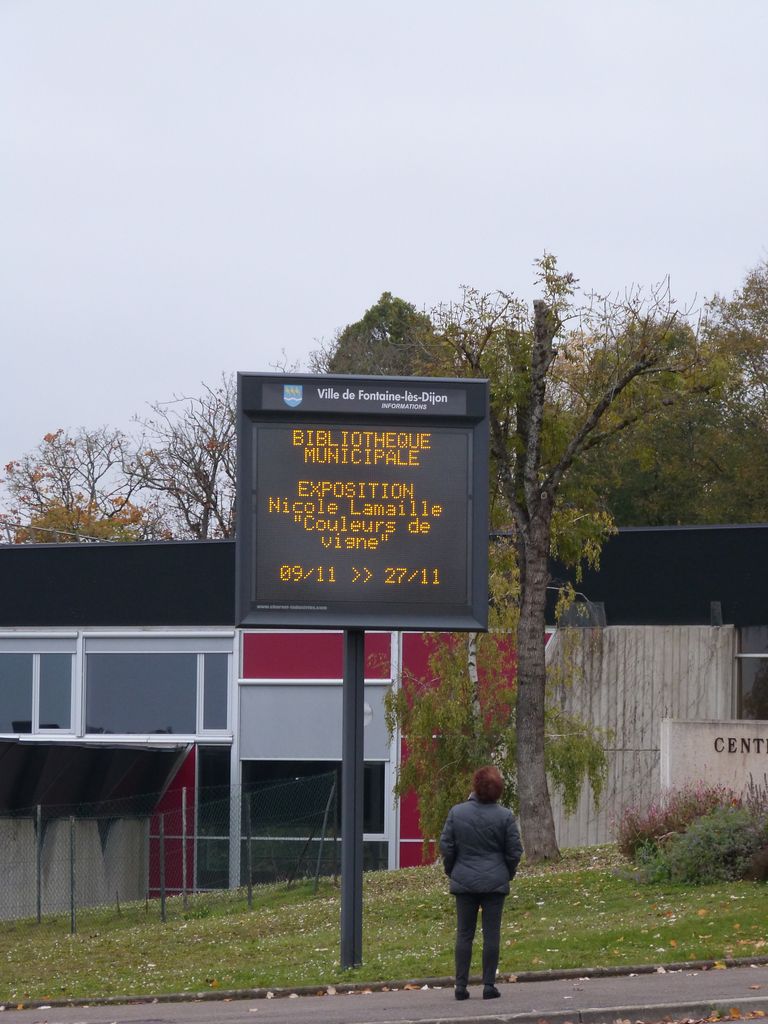 Ville de Fontaine-lès-Dijon
INFORMATIONS
BIBLIOTHEQUE
MUNICIPALE
EXPOSITION
Nicole Lamaille
"Couleurs de
vigne"
09/11 >> 27/11
CENT